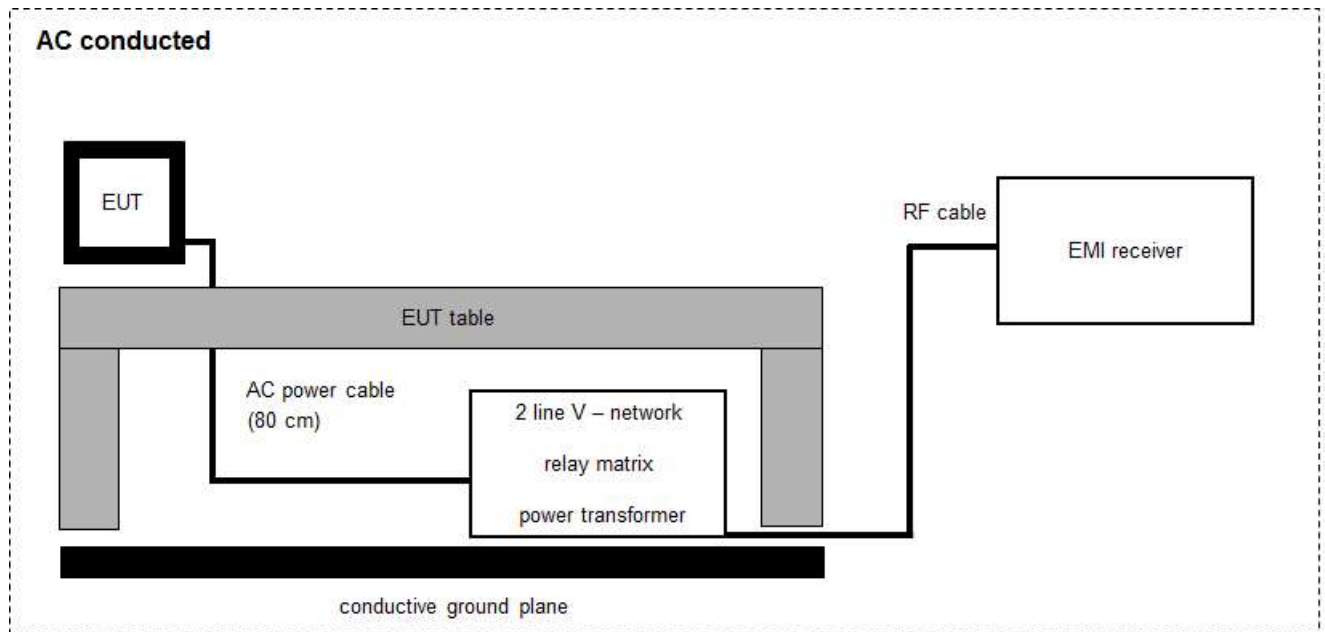 AC conducted
EUT
RF cable
EMI receiver
EUT table
AC power cable
(80 cm)
2 line V – network
relay matrix
power transformer
conductive ground plane